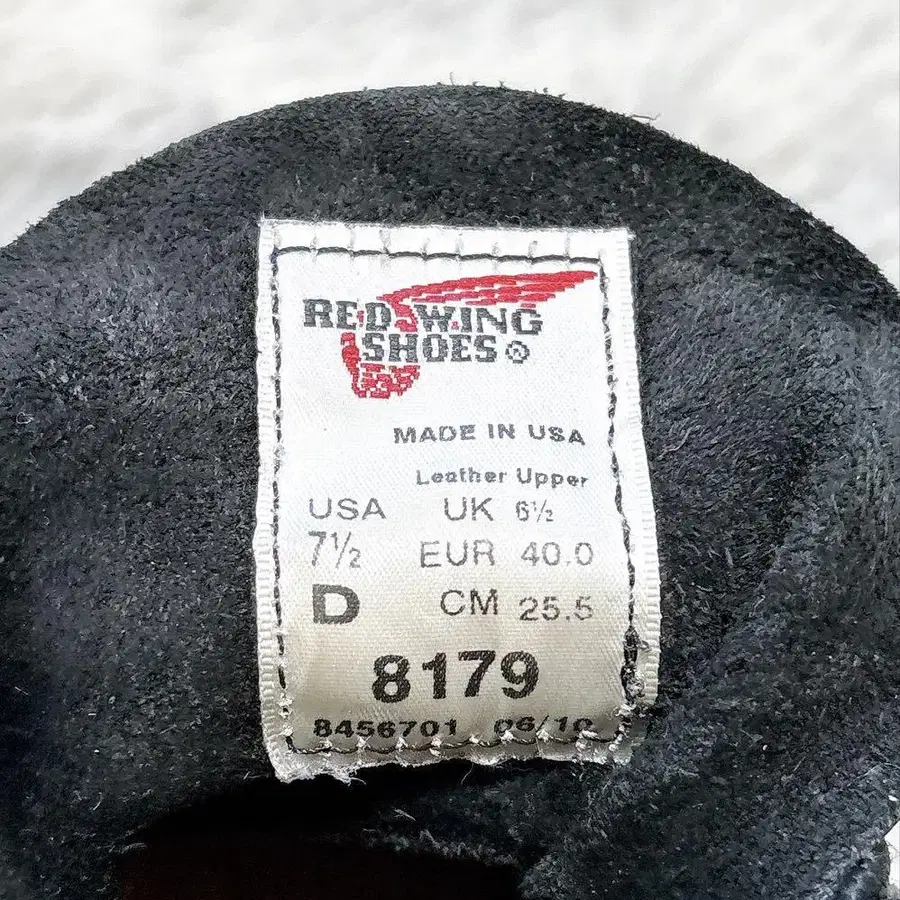 RED WING
SHOES ®
MADE IN USA
Leather Upper
USA UK 6½
7½ EUR 40.0
D CM 25.5
8179
8456701 06/10